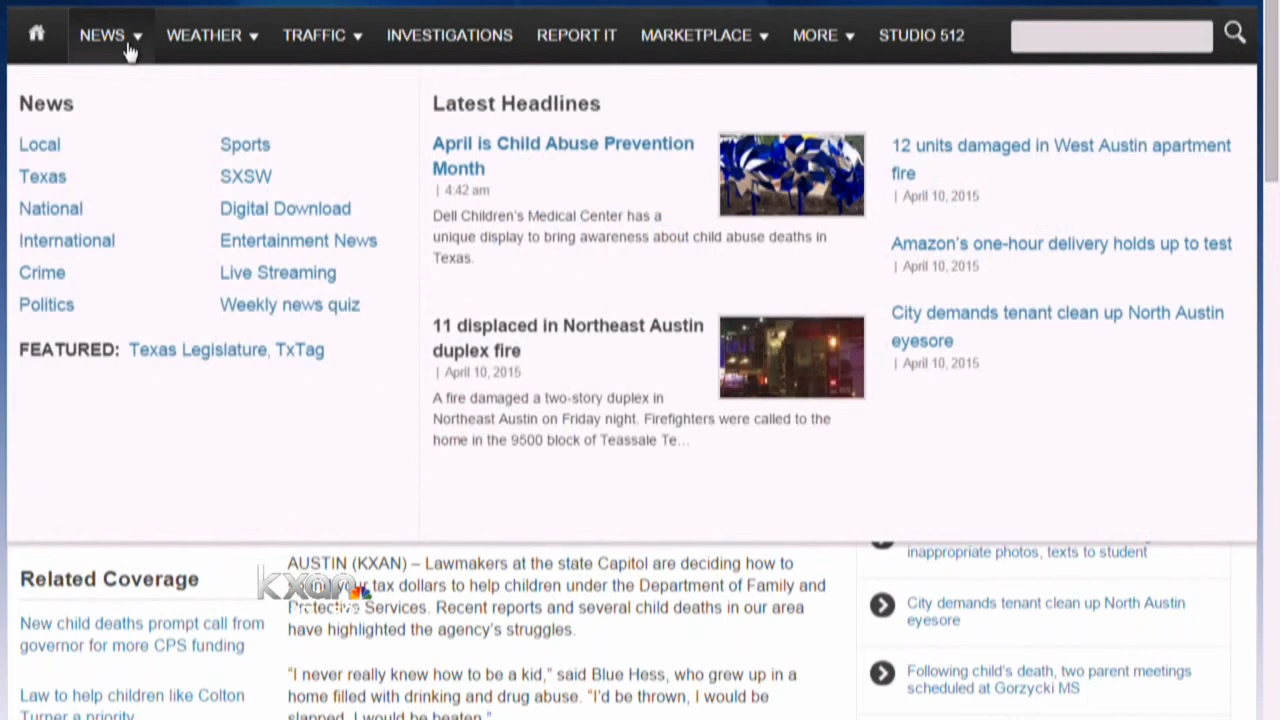 NEWS WEATHER TRAFFIC INVESTIGATIONS REPORT IT MARKETPLACE MORE STUDIO 512
News
Local
Texas
National
International
Crime
Politics
Sports
SXSW
Digital Download
Entertainment News
Live Streaming
Weekly news quiz
FEATURED: Texas Legislature, TxTag
Latest Headlines
April is Child Abuse Prevention
Month
| 4:42 am
Dell Children's Medical Center has a
unique display to bring awareness about child abuse deaths in
Texas.
11 displaced in Northeast Austin
duplex fire
| April 10, 2015
A fire damaged a two-story duplex in
Northeast Austin on Friday night. Firefighters were called to the
home in the 9500 block of Teassale Te...
12 units damaged in West Austin apartment
fire
| April 10, 2015
Amazon's one-hour delivery holds up to test
| April 10, 2015
City demands tenant clean up North Austin
eyesore
| April 10, 2015
Related Coverage
New child deaths prompt call from
governor for more CPS funding
Law to help children like Colton
Turner a priority
kxan
AUSTIN (KXAN) – Lawmakers at the state Capitol are deciding how to
your tax dollars to help children under the Department of Family and
Protective Services. Recent reports and several child deaths in our area
have highlighted the agency's struggles.
"I never really knew how to be a kid," said Blue Hess, who grew up in a
home filled with drinking and drug abuse. "I'd be thrown, I would be
slapped, I would be beaten."
inappropriate photos, texts to student
City demands tenant clean up North Austin
eyesore
Following child's death, two parent meetings
scheduled at Gorzycki MS